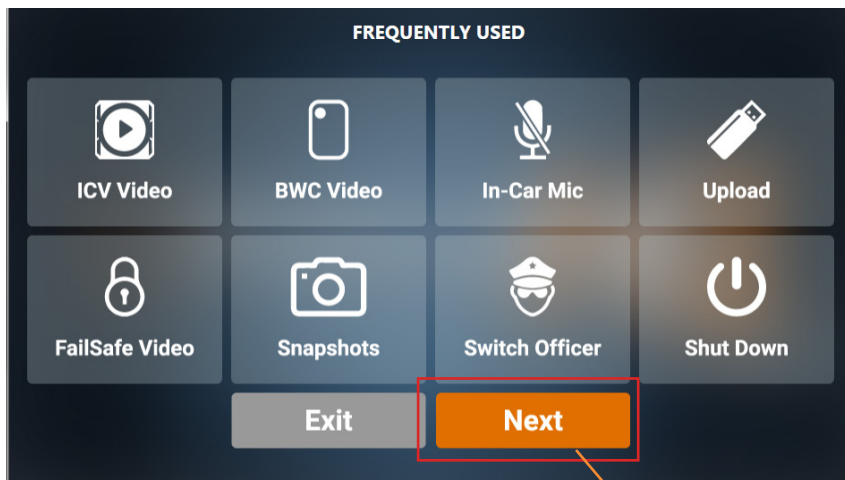 FREQUENTLY USED
ICV Video
BWC Video
In-Car Mic
Upload
FailSafe Video
Snapshots
Switch Officer
Shut Down
Exit
Next